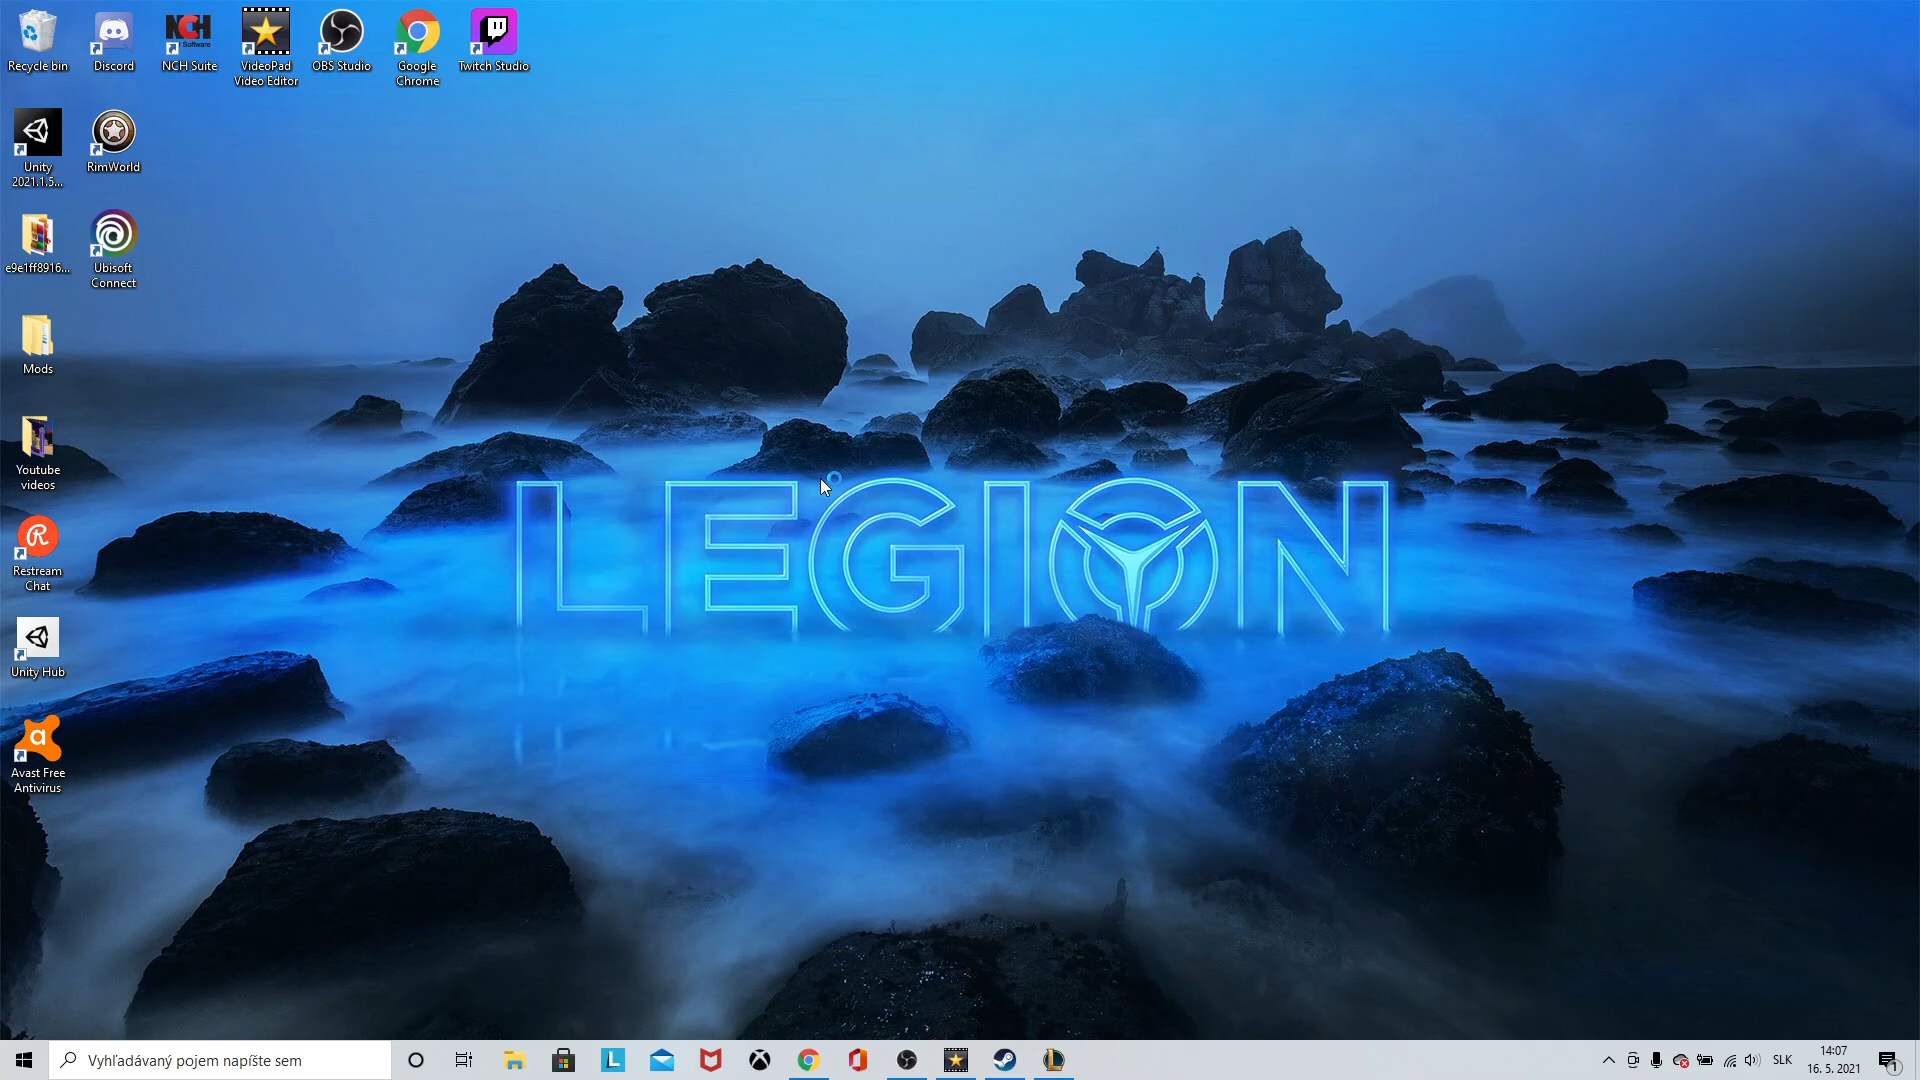 Recycle bin
Discord
NCH Suite
VideoPad
Video Editor
OBS Studio
Google
Chrome
Twitch Studio
Unity
2021.1.5...
RimWorld
e9e1ff8916...
Ubisoft
Connect
Mods
Youtube
videos
Restream
Chat
Unity Hub
Avast Free
Antivirus
NCH
Software
LEGION
Vyhľadávaný pojem napíšte sem
SLK
14:07
16. 5. 2021
1